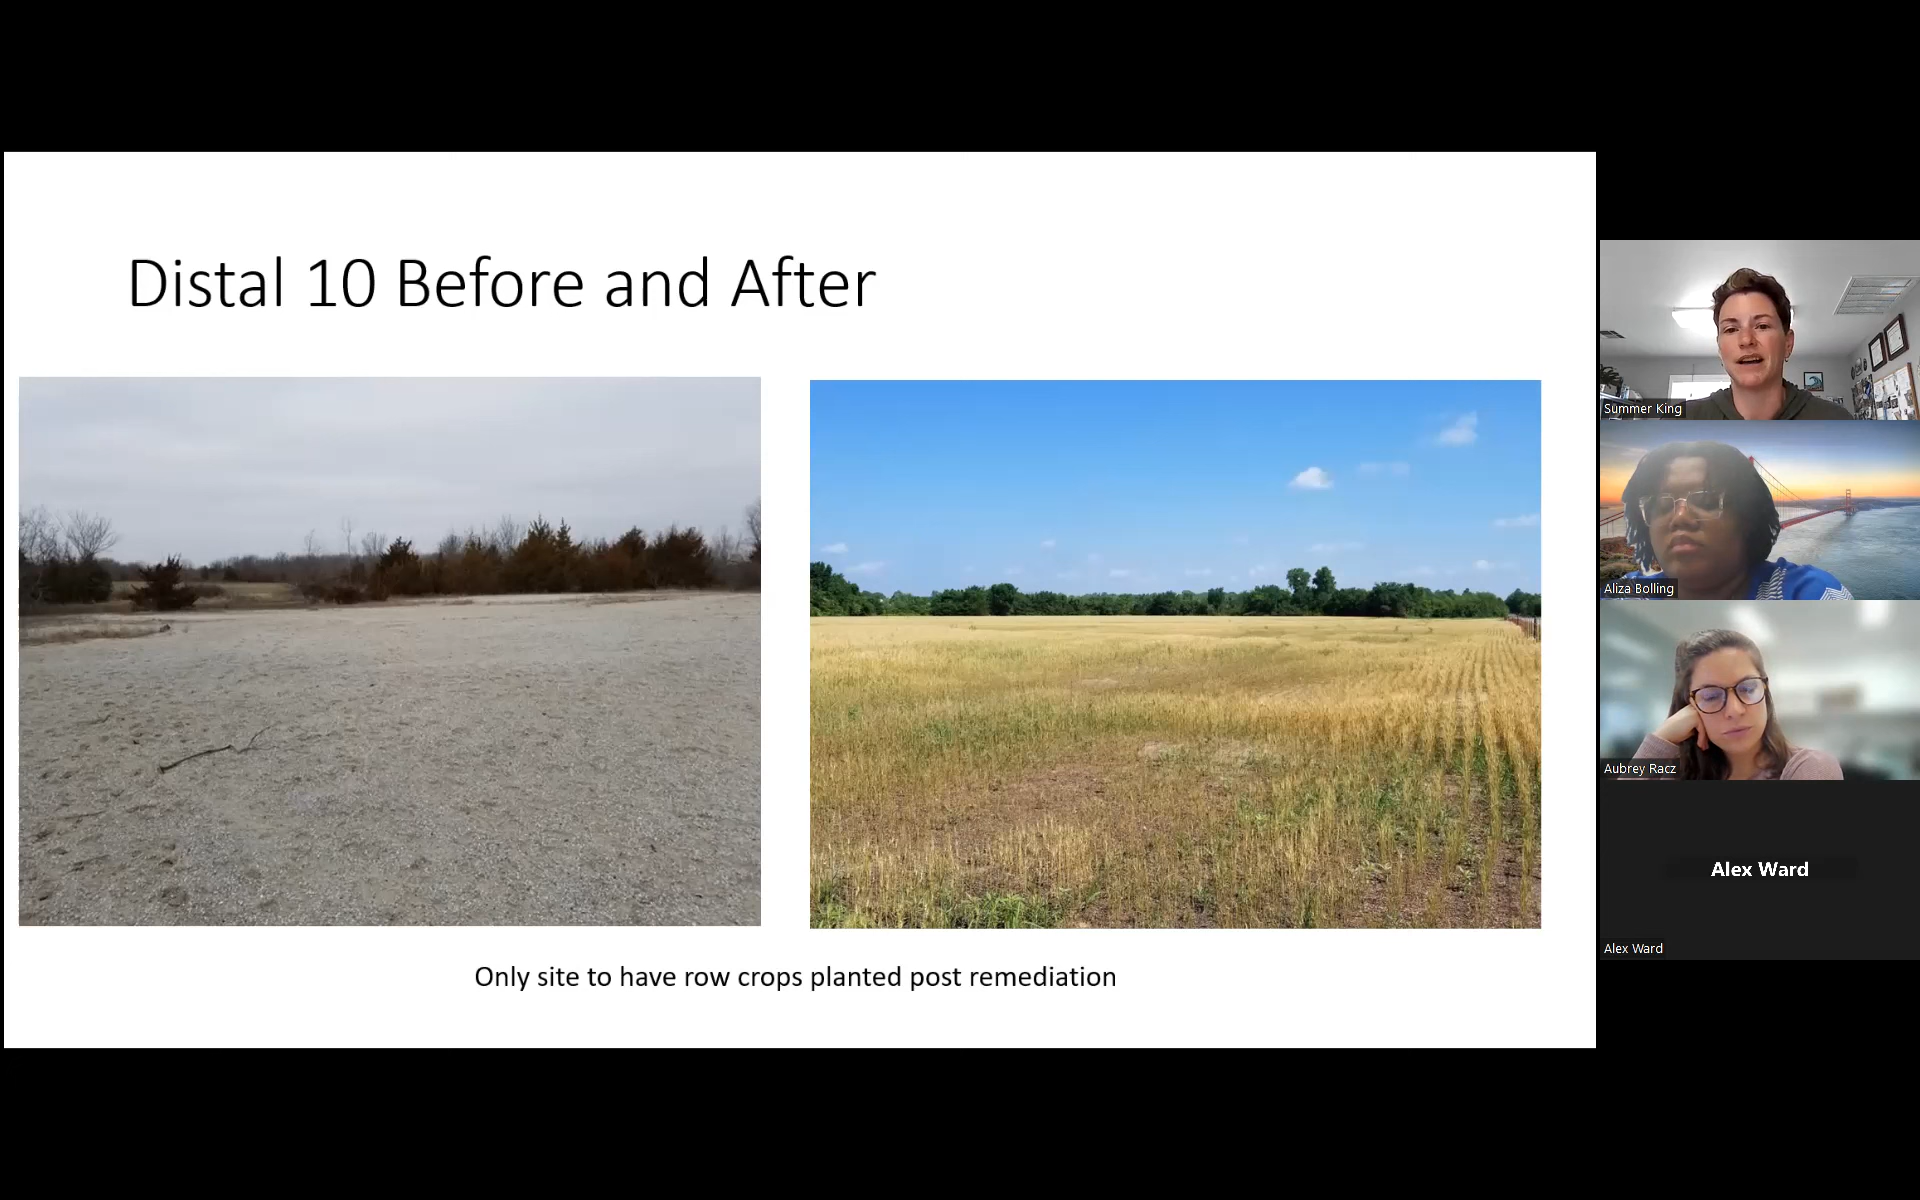 Distal 10 Before and After
Only site to have row crops planted post remediation
Summer King
Aliza Bolling
Aubrey Racz
Alex Ward
Alex Ward